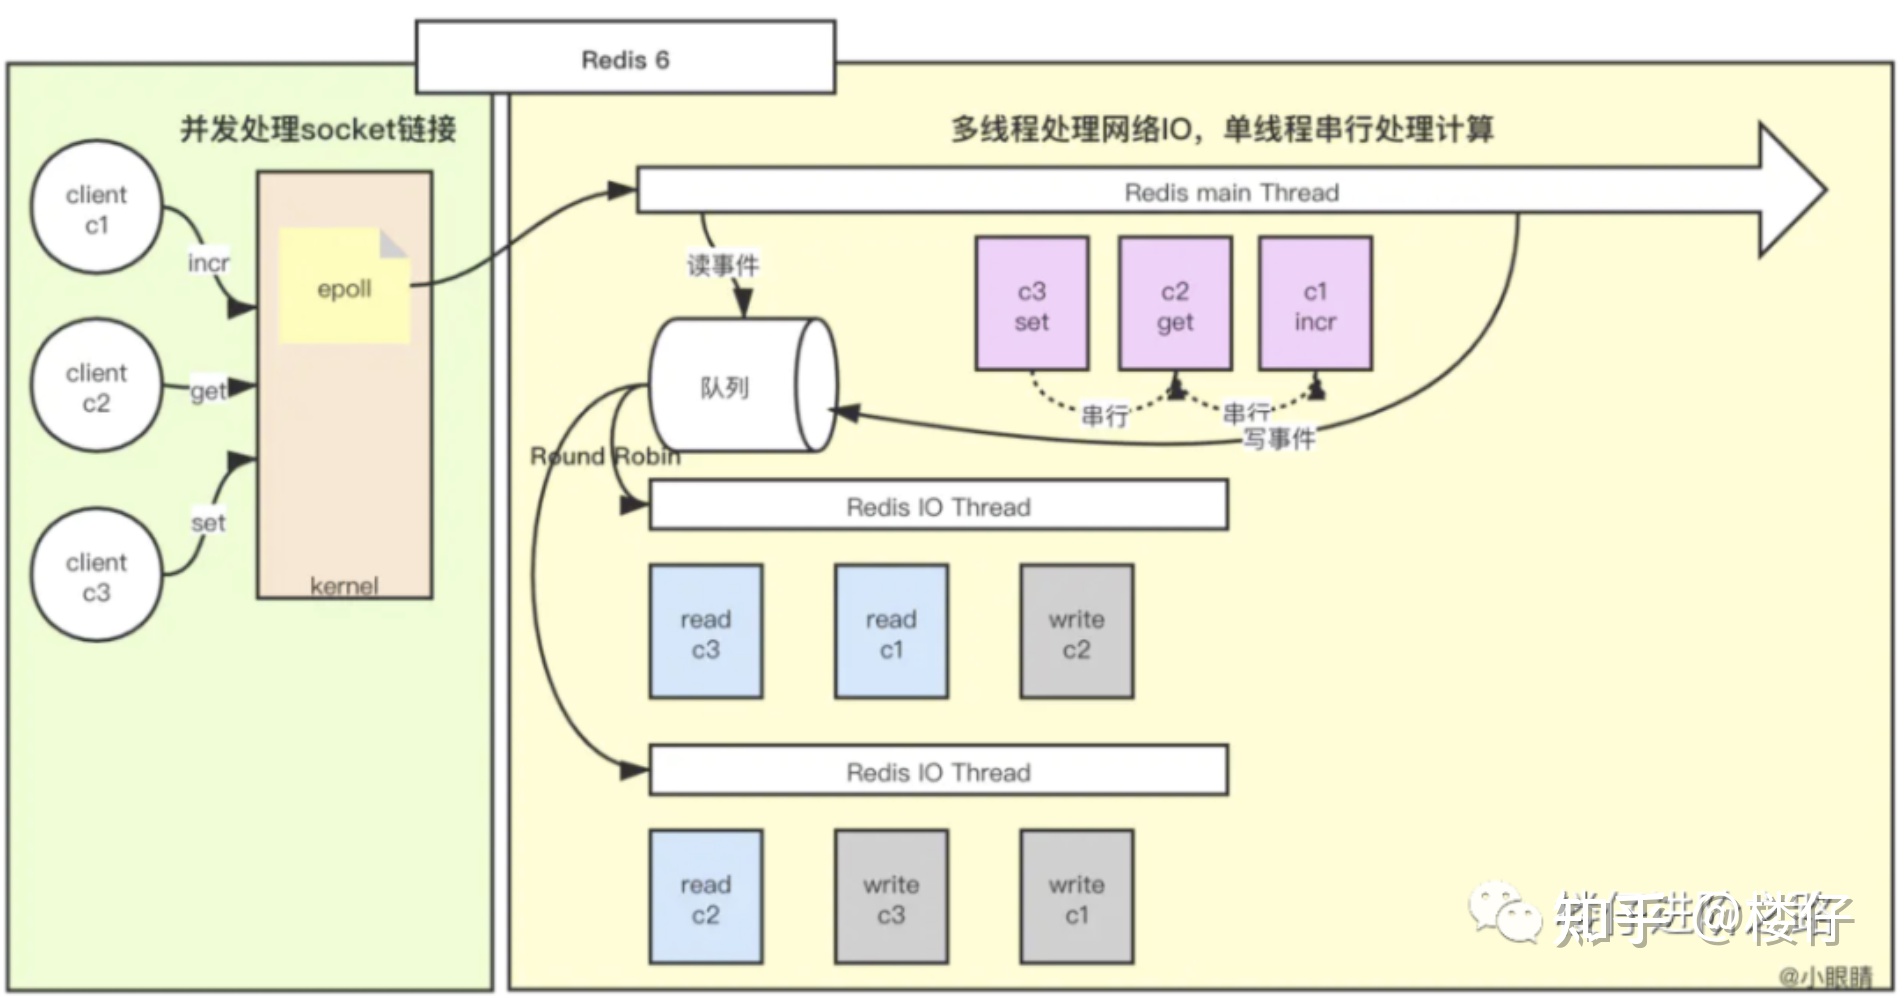 Redis 6
并发处理socket链接
client
c1
incr
client
c2
get
client
c3
set
epoll
kernel
多线程处理网络IO，单线程串行处理计算
Redis main Thread
读事件
c3
set
c2
get
c1
incr
串行
串行
写事件
队列
Round Robin
Redis IO Thread
read
c3
read
c1
write
c2
Redis IO Thread
read
c2
write
c3
write
c1
知乎 @楼仔
@小眼睛